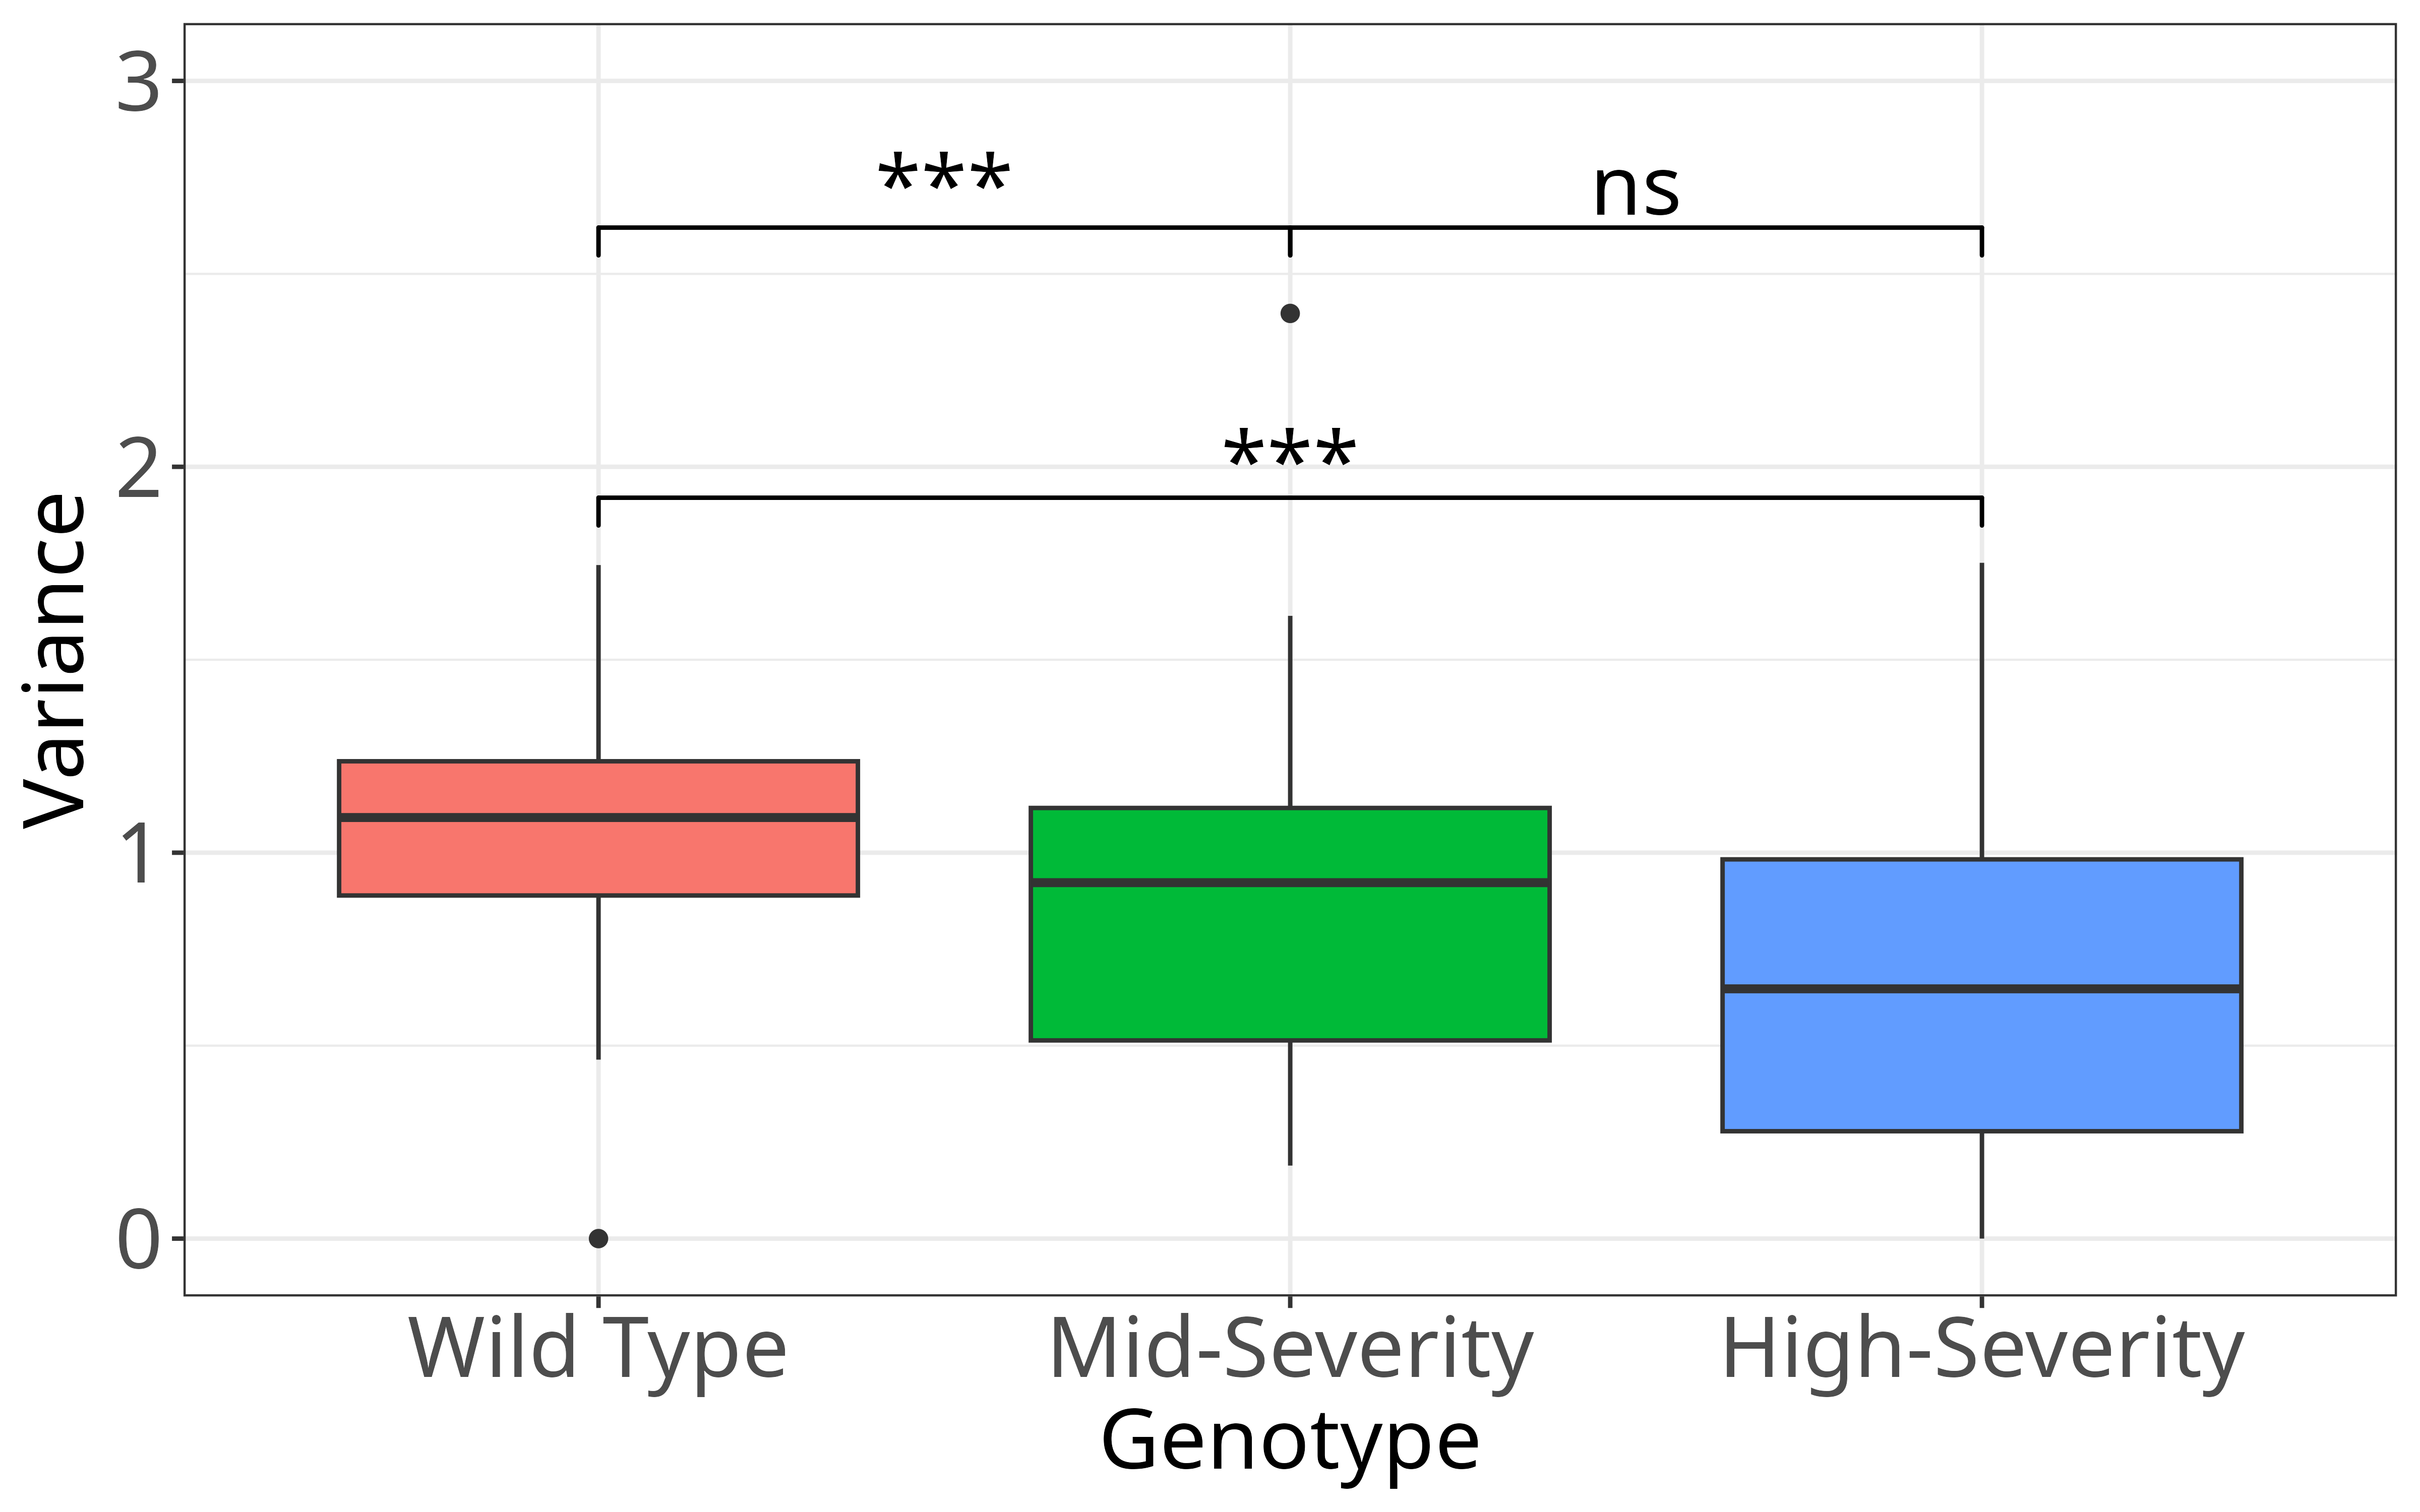 Variance
3
2
1
0
*** ns
***
Wild Type Mid-Severity High-Severity
Genotype